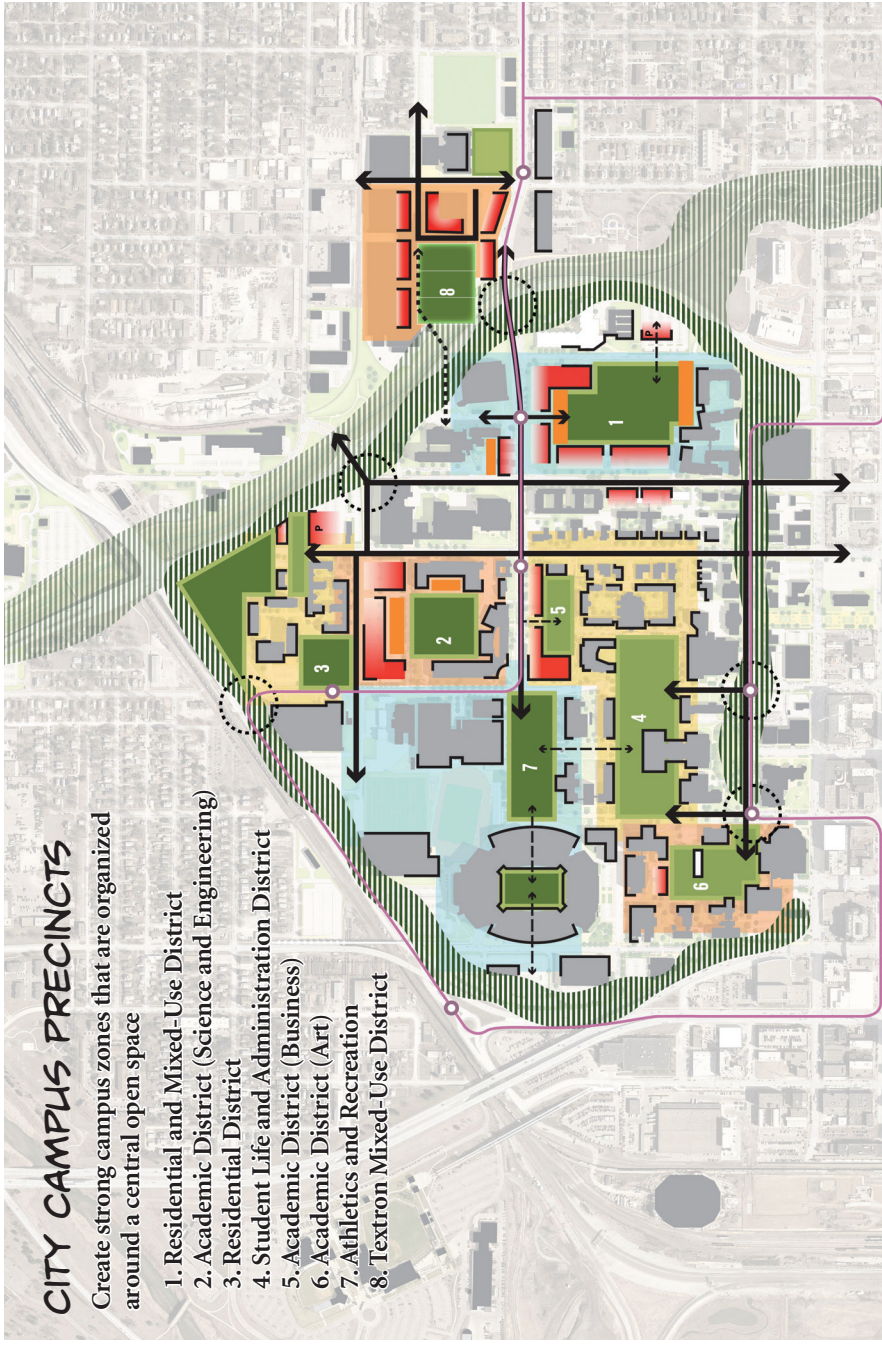 CITY CAMPUS PRECINCTS
Create strong campus zones that are organized
around a central open space
1. Residential and Mixed-Use District
2. Academic District (Science and Engineering)
3. Residential District
4. Student Life and Administration District
5. Academic District (Business)
6. Academic District (Art)
7. Athletics and Recreation
8. Textron Mixed-Use District
P
3
2
7
5
4
6
8
P
1